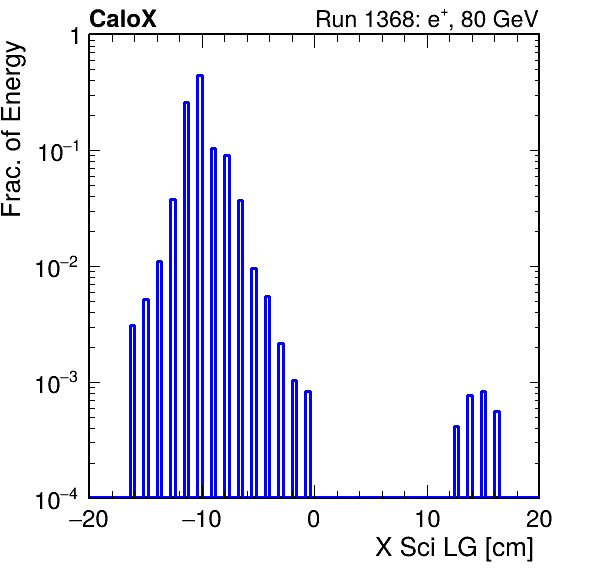 CaloX Run 1368: e⁺, 80 GeV
Frac. of Energy
1
10⁻¹
10⁻²
10⁻³
10⁻⁴
−20 −10 0 10 20
X Sci LG [cm]